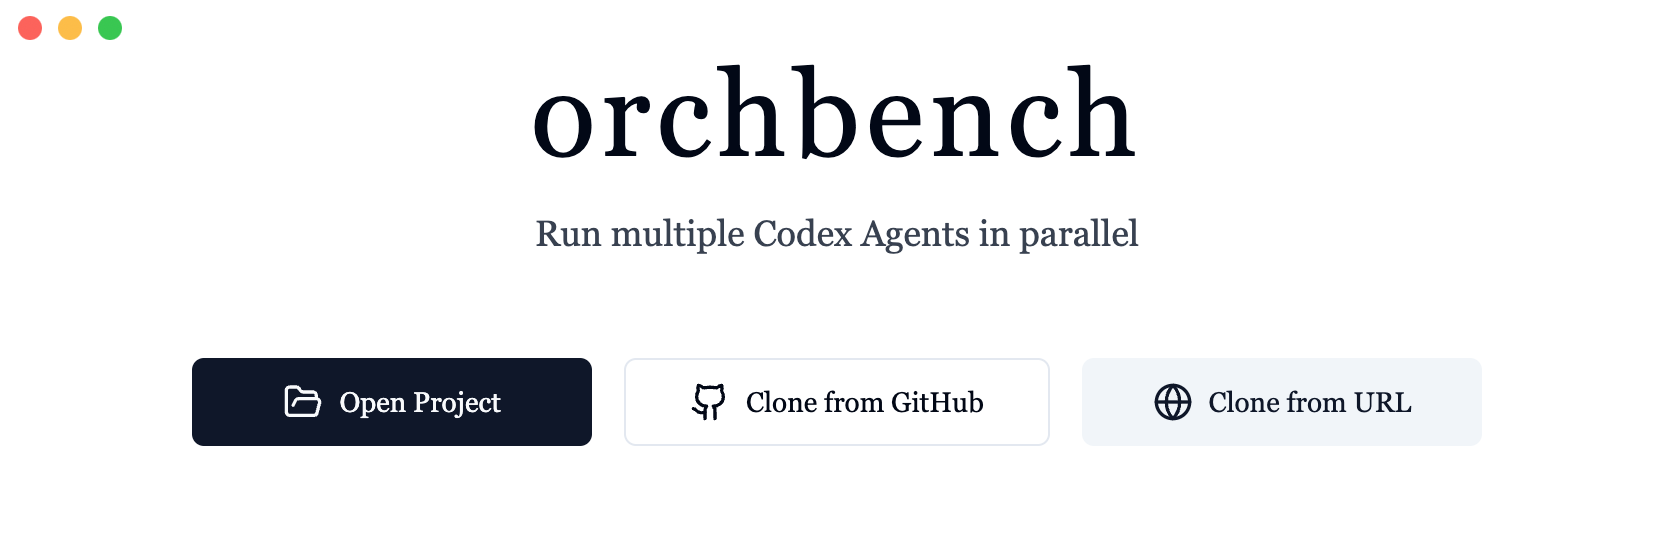 orchbench
Run multiple Codex Agents in parallel
Open Project
Clone from GitHub
Clone from URL